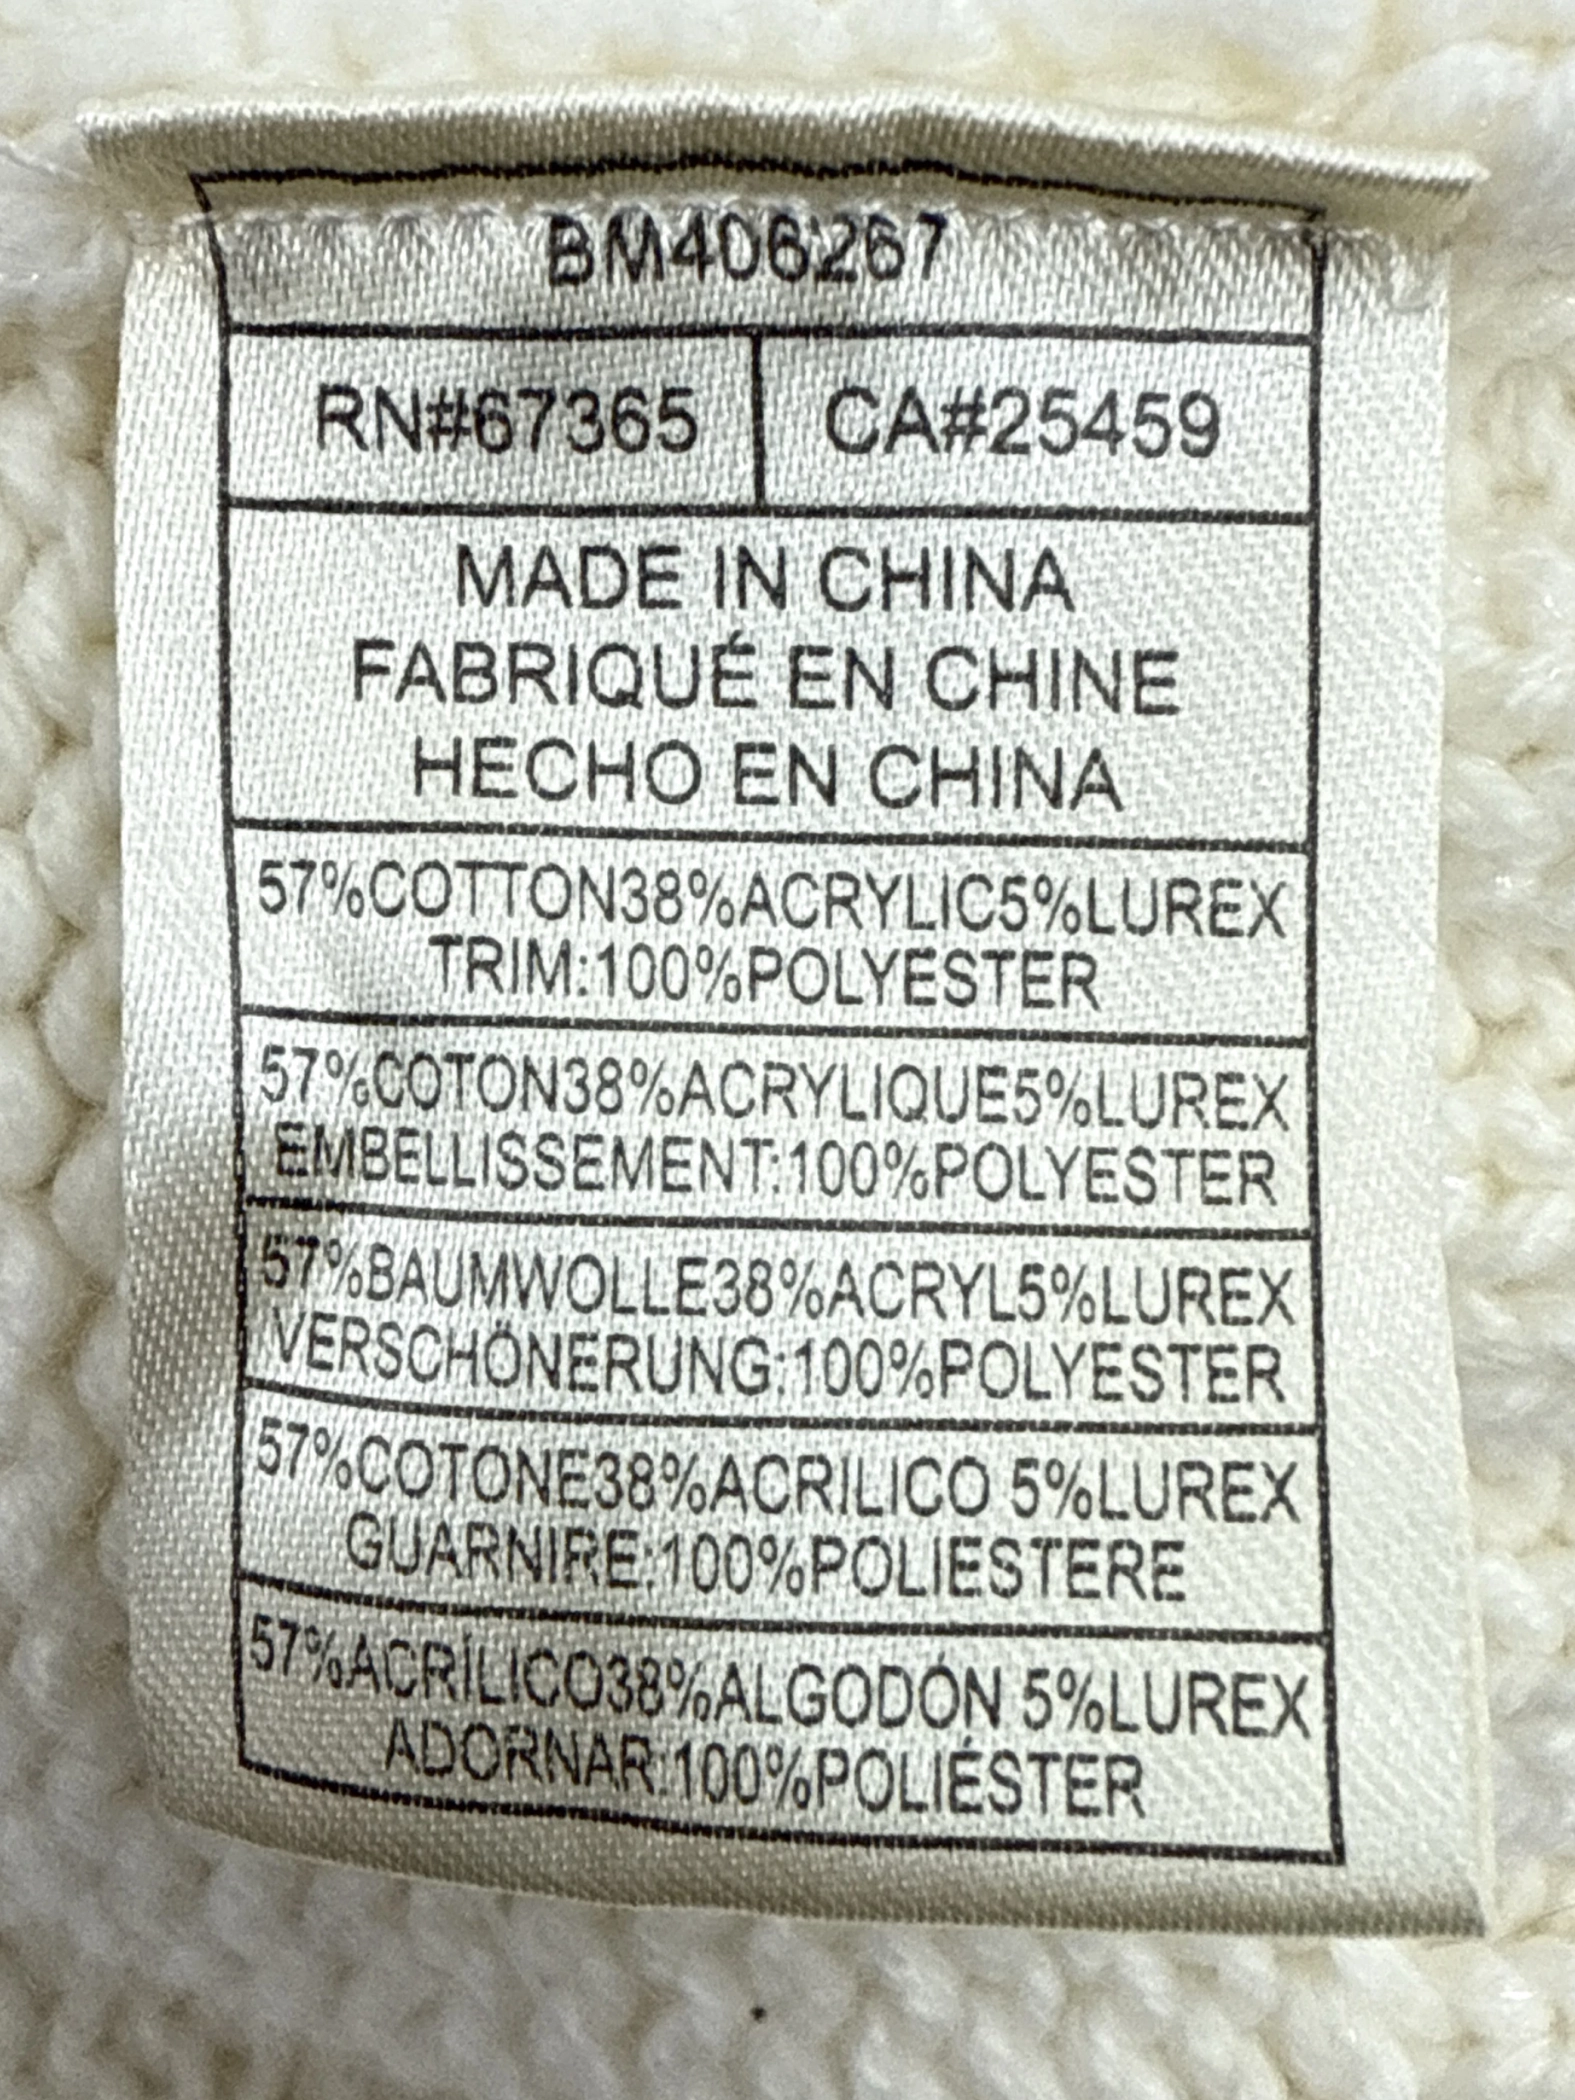 BM406267
RN#67365 CA#25459
MADE IN CHINA
FABRIQUÉ EN CHINE
HECHO EN CHINA
57%COTTON38%ACRYLIC5%LUREX
TRIM:100%POLYESTER
57%COTON38%ACRYLIQUE5%LUREX
EMBELLISSEMENT:100%POLYESTER
57%BAUMWOLLE38%ACRYL5%LUREX
VERSCHÖNERUNG:100%POLYESTER
57%COTONE38%ACRILICO 5%LUREX
GUARNIRE:100%POLIESTERE
57%ACRÍLICO38%ALGODÓN 5%LUREX
ADORNAR:100%POLIÉSTER